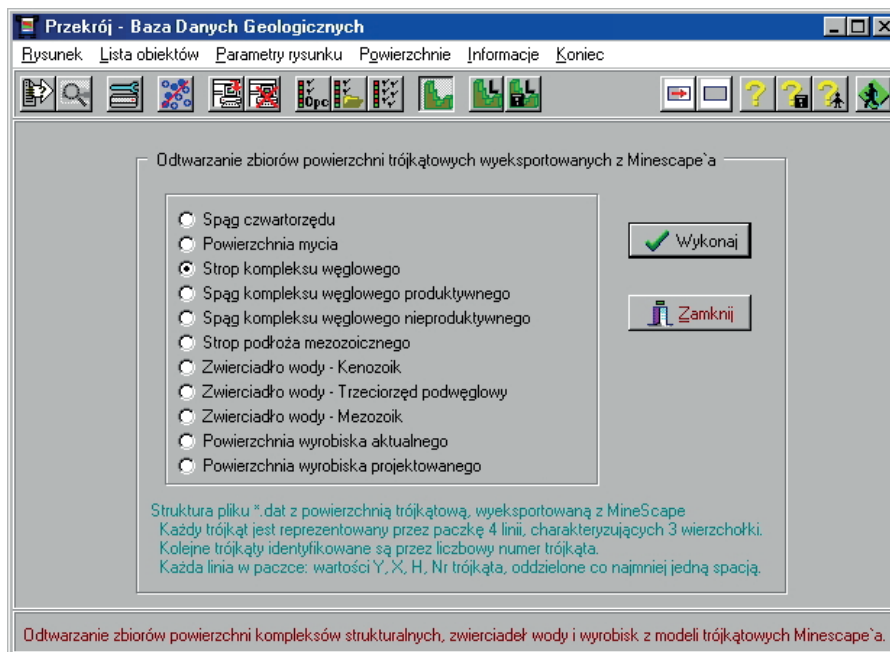 Przekrój - Baza Danych Geologicznych
Rysunek Lista obiektów Parametry rysunku Powierzchnie Informacje Koniec
Opc L L
Odtwarzanie zbiorów powierzchni trójkątowych wyeksportowanych z Minescape`a
Spąg czwartorzędu
Powierzchnia mycia
Strop kompleksu węglowego
Spąg kompleksu węglowego produktywnego
Spąg kompleksu węglowego nieproduktywnego
Strop podłoża mezozoicznego
Zwierciadło wody - Kenozoik
Zwierciadło wody - Trzeciorzęd podwęglowy
Zwierciadło wody - Mezozoik
Powierzchnia wyrobiska aktualnego
Powierzchnia wyrobiska projektowanego
Wykonaj
Zamknij
Struktura pliku *.dat z powierzchnią trójkątową, wyeksportowaną z MineScape
Każdy trójkąt jest reprezentowany przez paczkę 4 linii, charakteryzujących 3 wierzchołki.
Kolejne trójkąty identyfikowane są przez liczbowy numer trójkąta.
Każda linia w paczce: wartości Y, X, H, Nr trójkąta, oddzielone co najmniej jedną spacją.
Odtwarzanie zbiorów powierzchni kompleksów strukturalnych, zwierciadeł wody i wyrobisk z modeli trójkątowych Minescape`a.